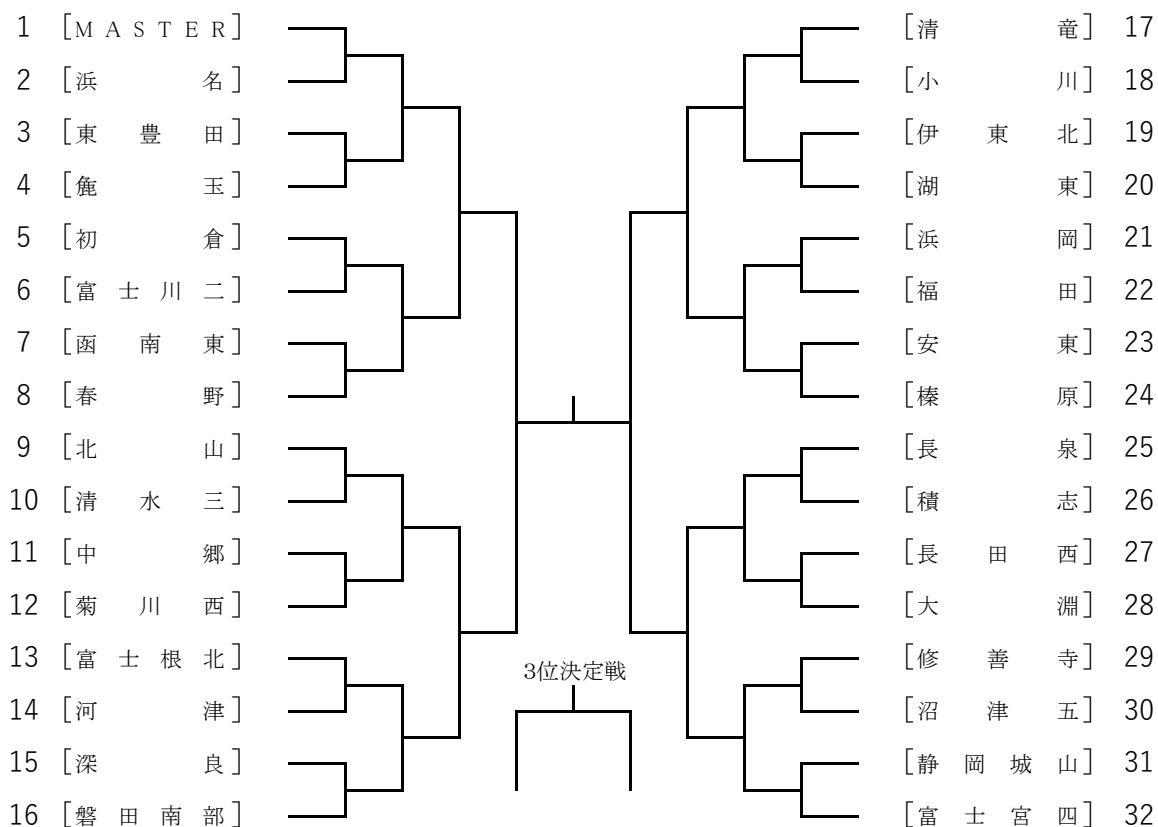 1 [MASTER]
2 [浜名]
3 [東豊田]
4 [麁玉]
5 [初倉]
6 [富士川二]
7 [函南東]
8 [春野]
9 [北山]
10 [清水三]
11 [中郷]
12 [菊川西]
13 [富士根北]
14 [河津]
15 [深良]
16 [磐田南部]
3位決定戦
[清竜] 17
[小川] 18
[伊東北] 19
[湖東] 20
[浜岡] 21
[福田] 22
[安東] 23
[榛原] 24
[長泉] 25
[積志] 26
[長田西] 27
[大淵] 28
[修善寺] 29
[沼津五] 30
[静岡城山] 31
[富士宮四] 32